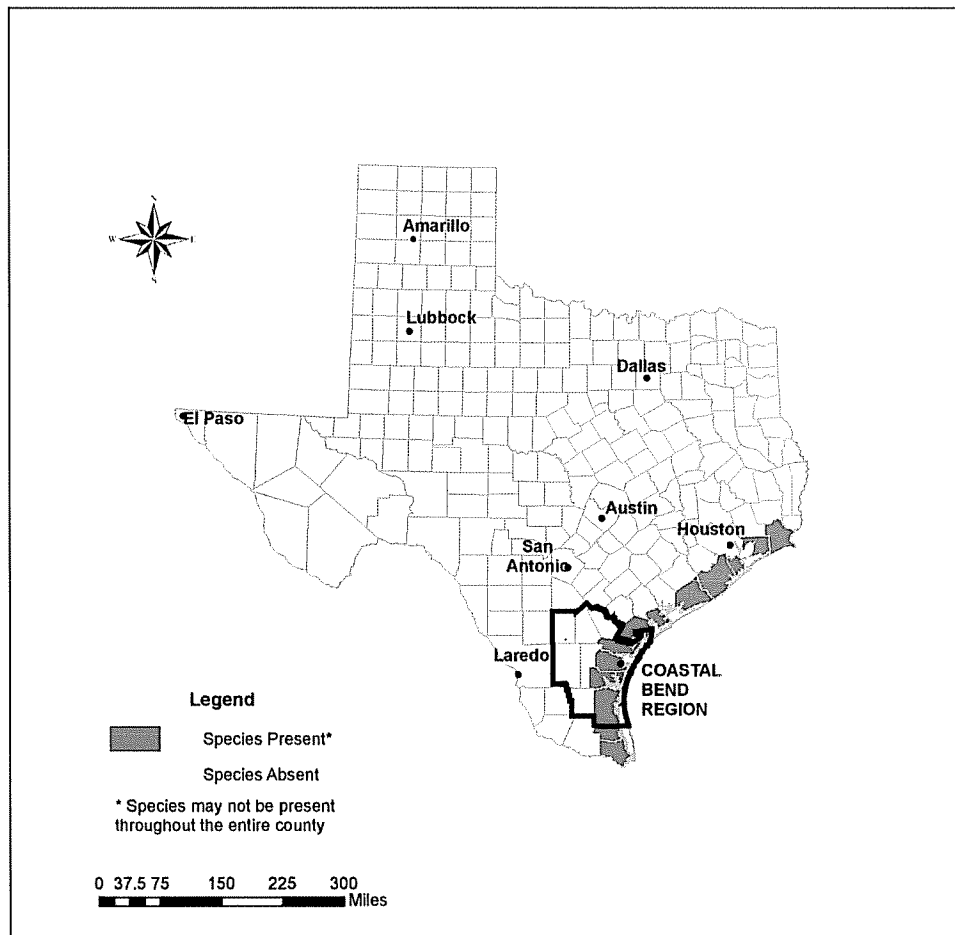 N
W
E
S
Amarillo
Lubbock
Dallas
El Paso
Austin
Houston
San
Antonio
Laredo
COASTAL
BEND
REGION
Legend
Species Present*
Species Absent
* Species may not be present
throughout the entire county
0 37.5 75 150 225 300
Miles